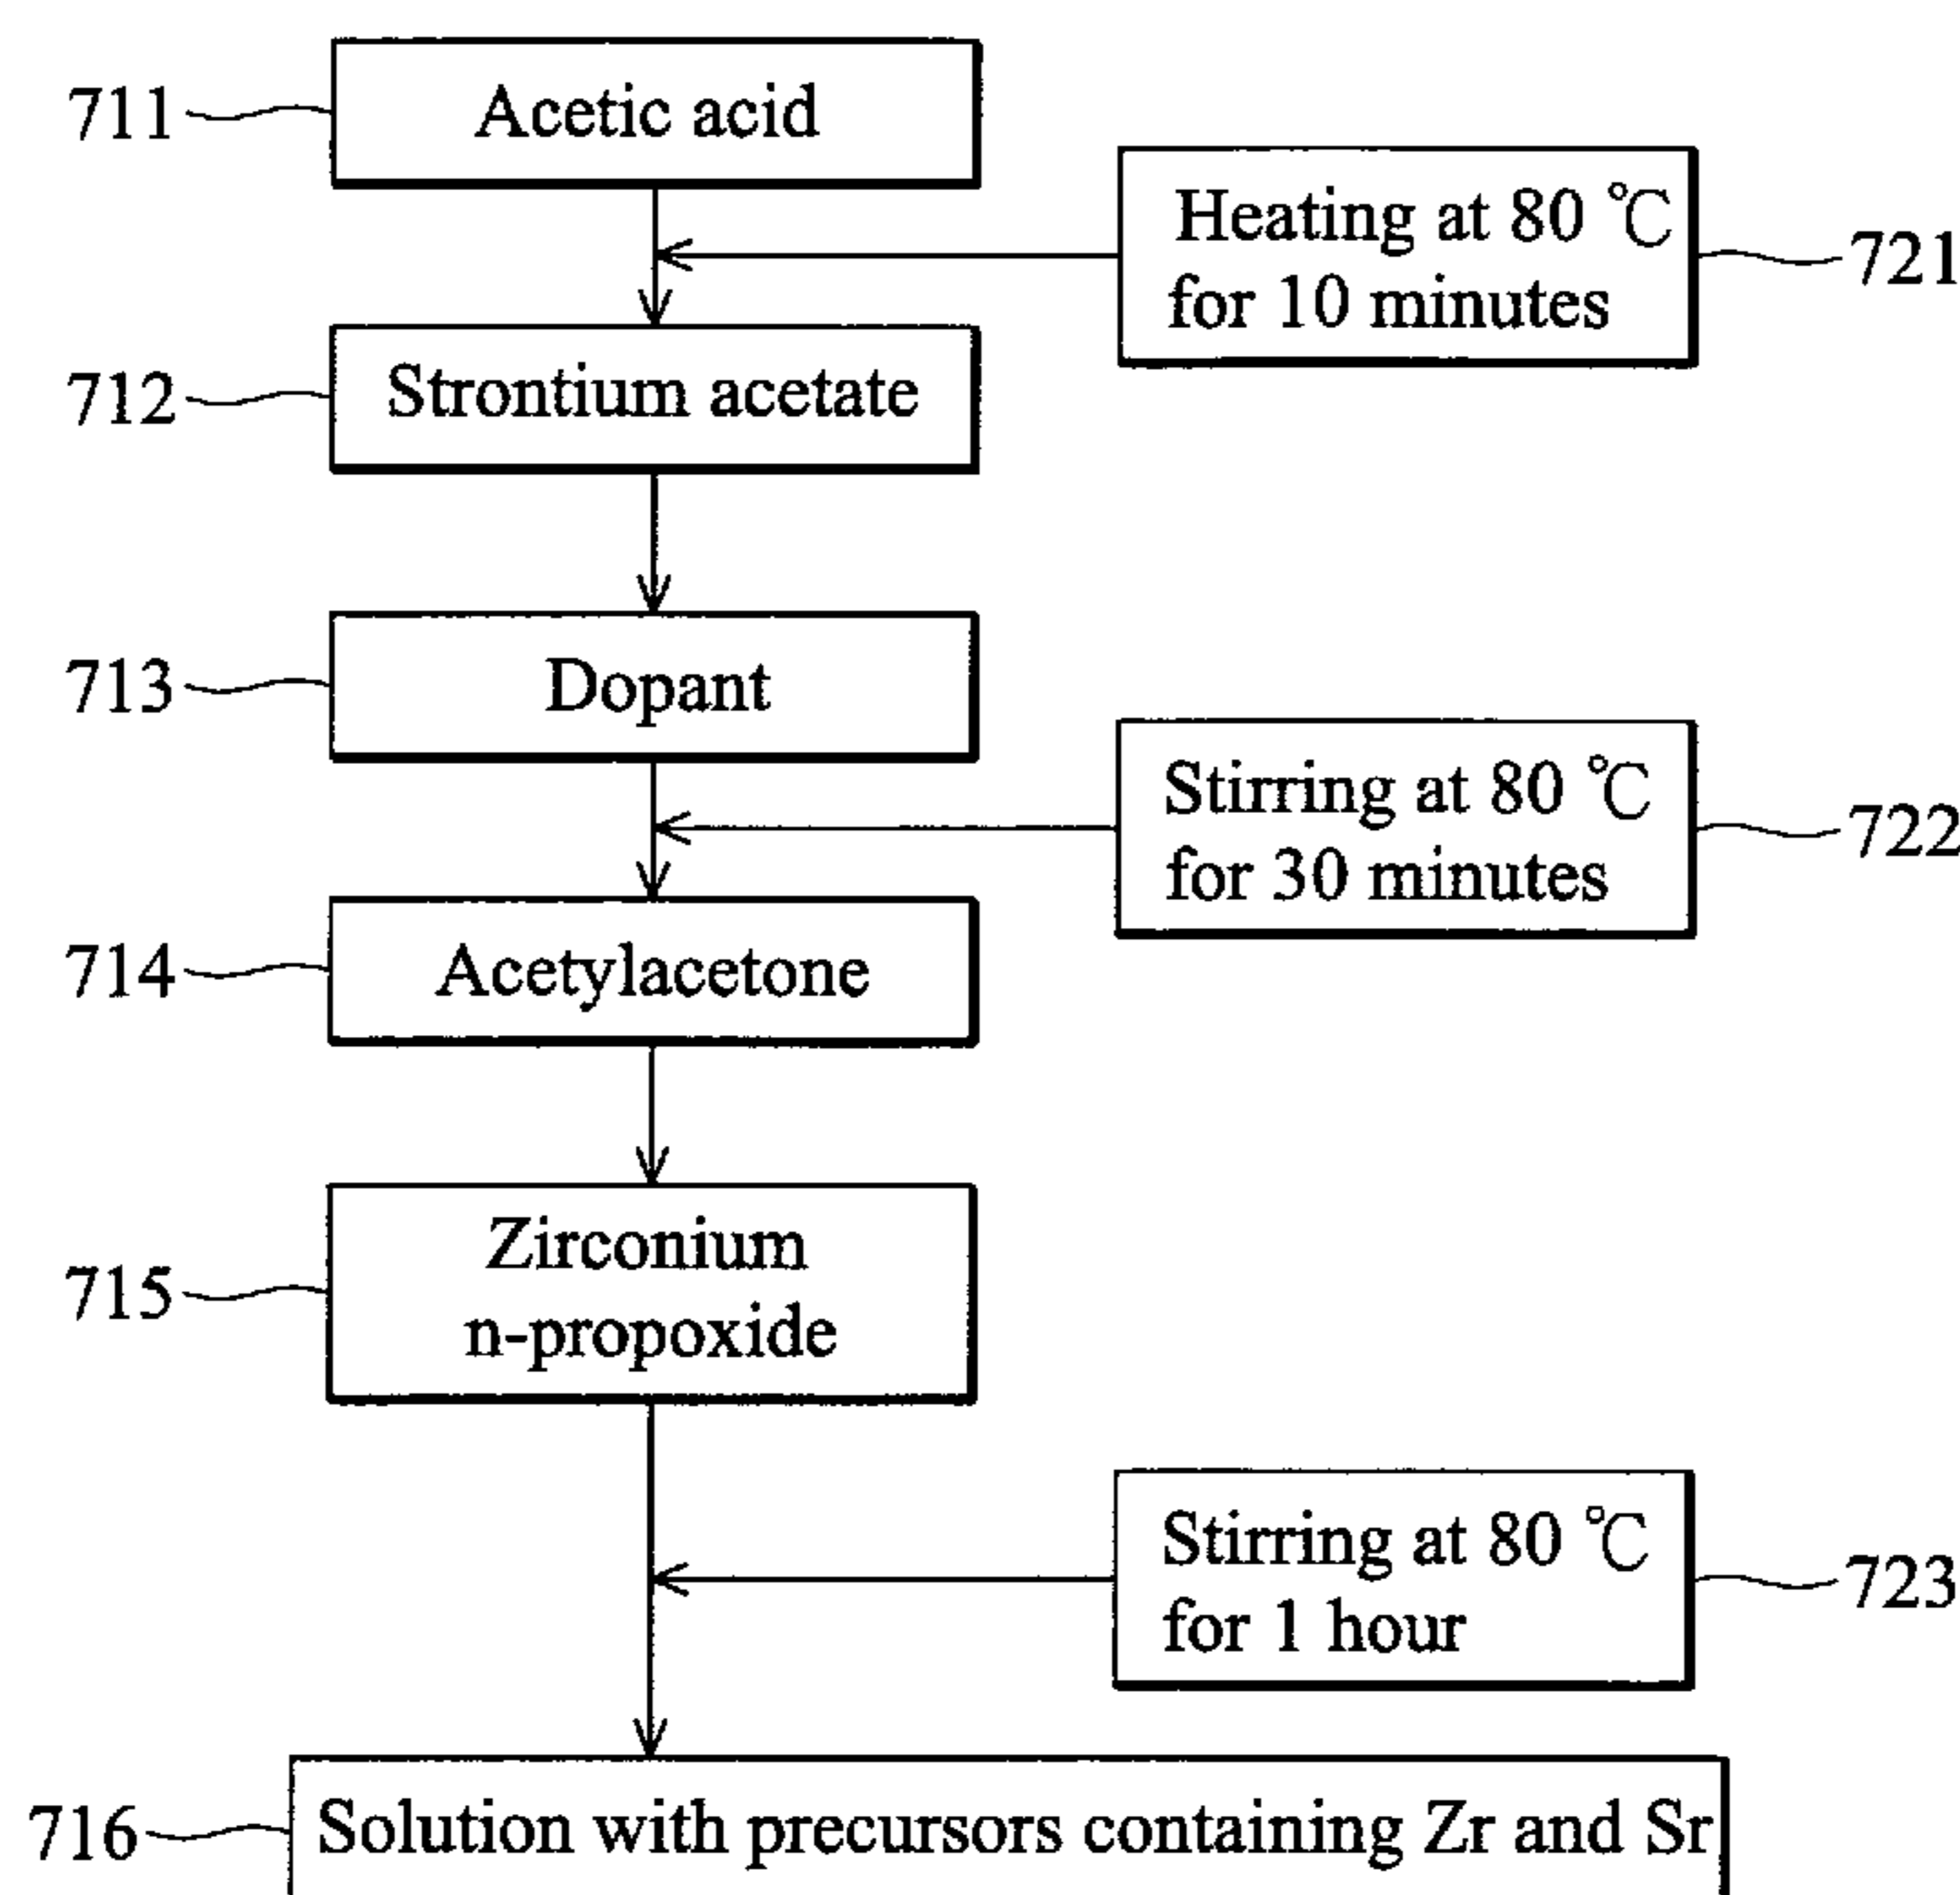 711
Acetic acid
Heating at 80 ℃
for 10 minutes
721
712
Strontium acetate
713
Dopant
Stirring at 80 ℃
for 30 minutes
722
714
Acetylacetone
715
Zirconium
n-propoxide
Stirring at 80 ℃
for 1 hour
723
716
Solution with precursors containing Zr and Sr